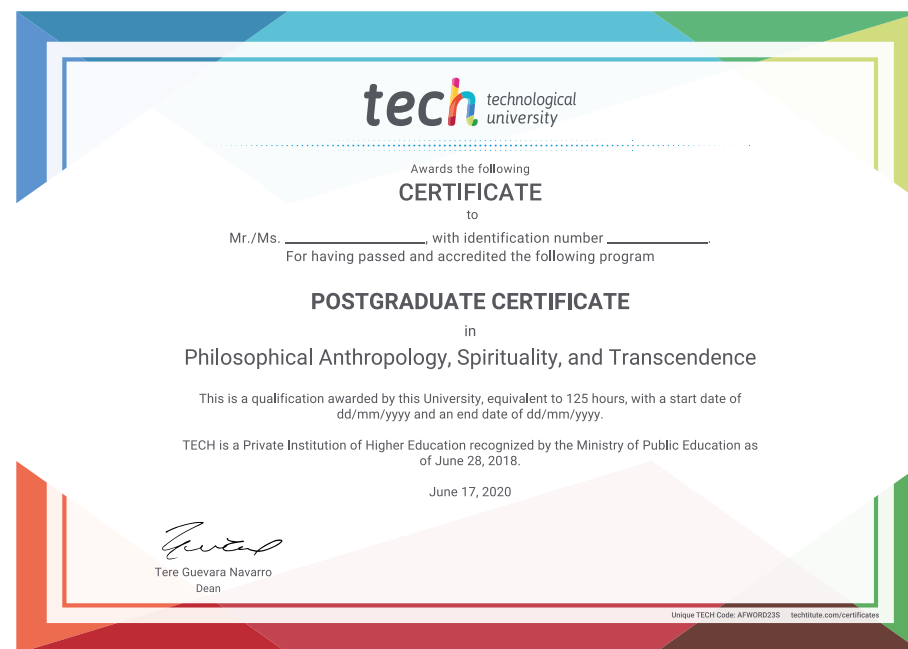 tech technological
university
Awards the following
CERTIFICATE
to
Mr./Ms. ____________________, with identification number ______________.
For having passed and accredited the following program
POSTGRADUATE CERTIFICATE
in
Philosophical Anthropology, Spirituality, and Transcendence
This is a qualification awarded by this University, equivalent to 125 hours, with a start date of
dd/mm/yyyy and an end date of dd/mm/yyyy.
TECH is a Private Institution of Higher Education recognized by the Ministry of Public Education as
of June 28, 2018.
June 17, 2020
Tere Guevara Navarro
Dean
Unique TECH Code: AFWORD23S techtitute.com/certificates